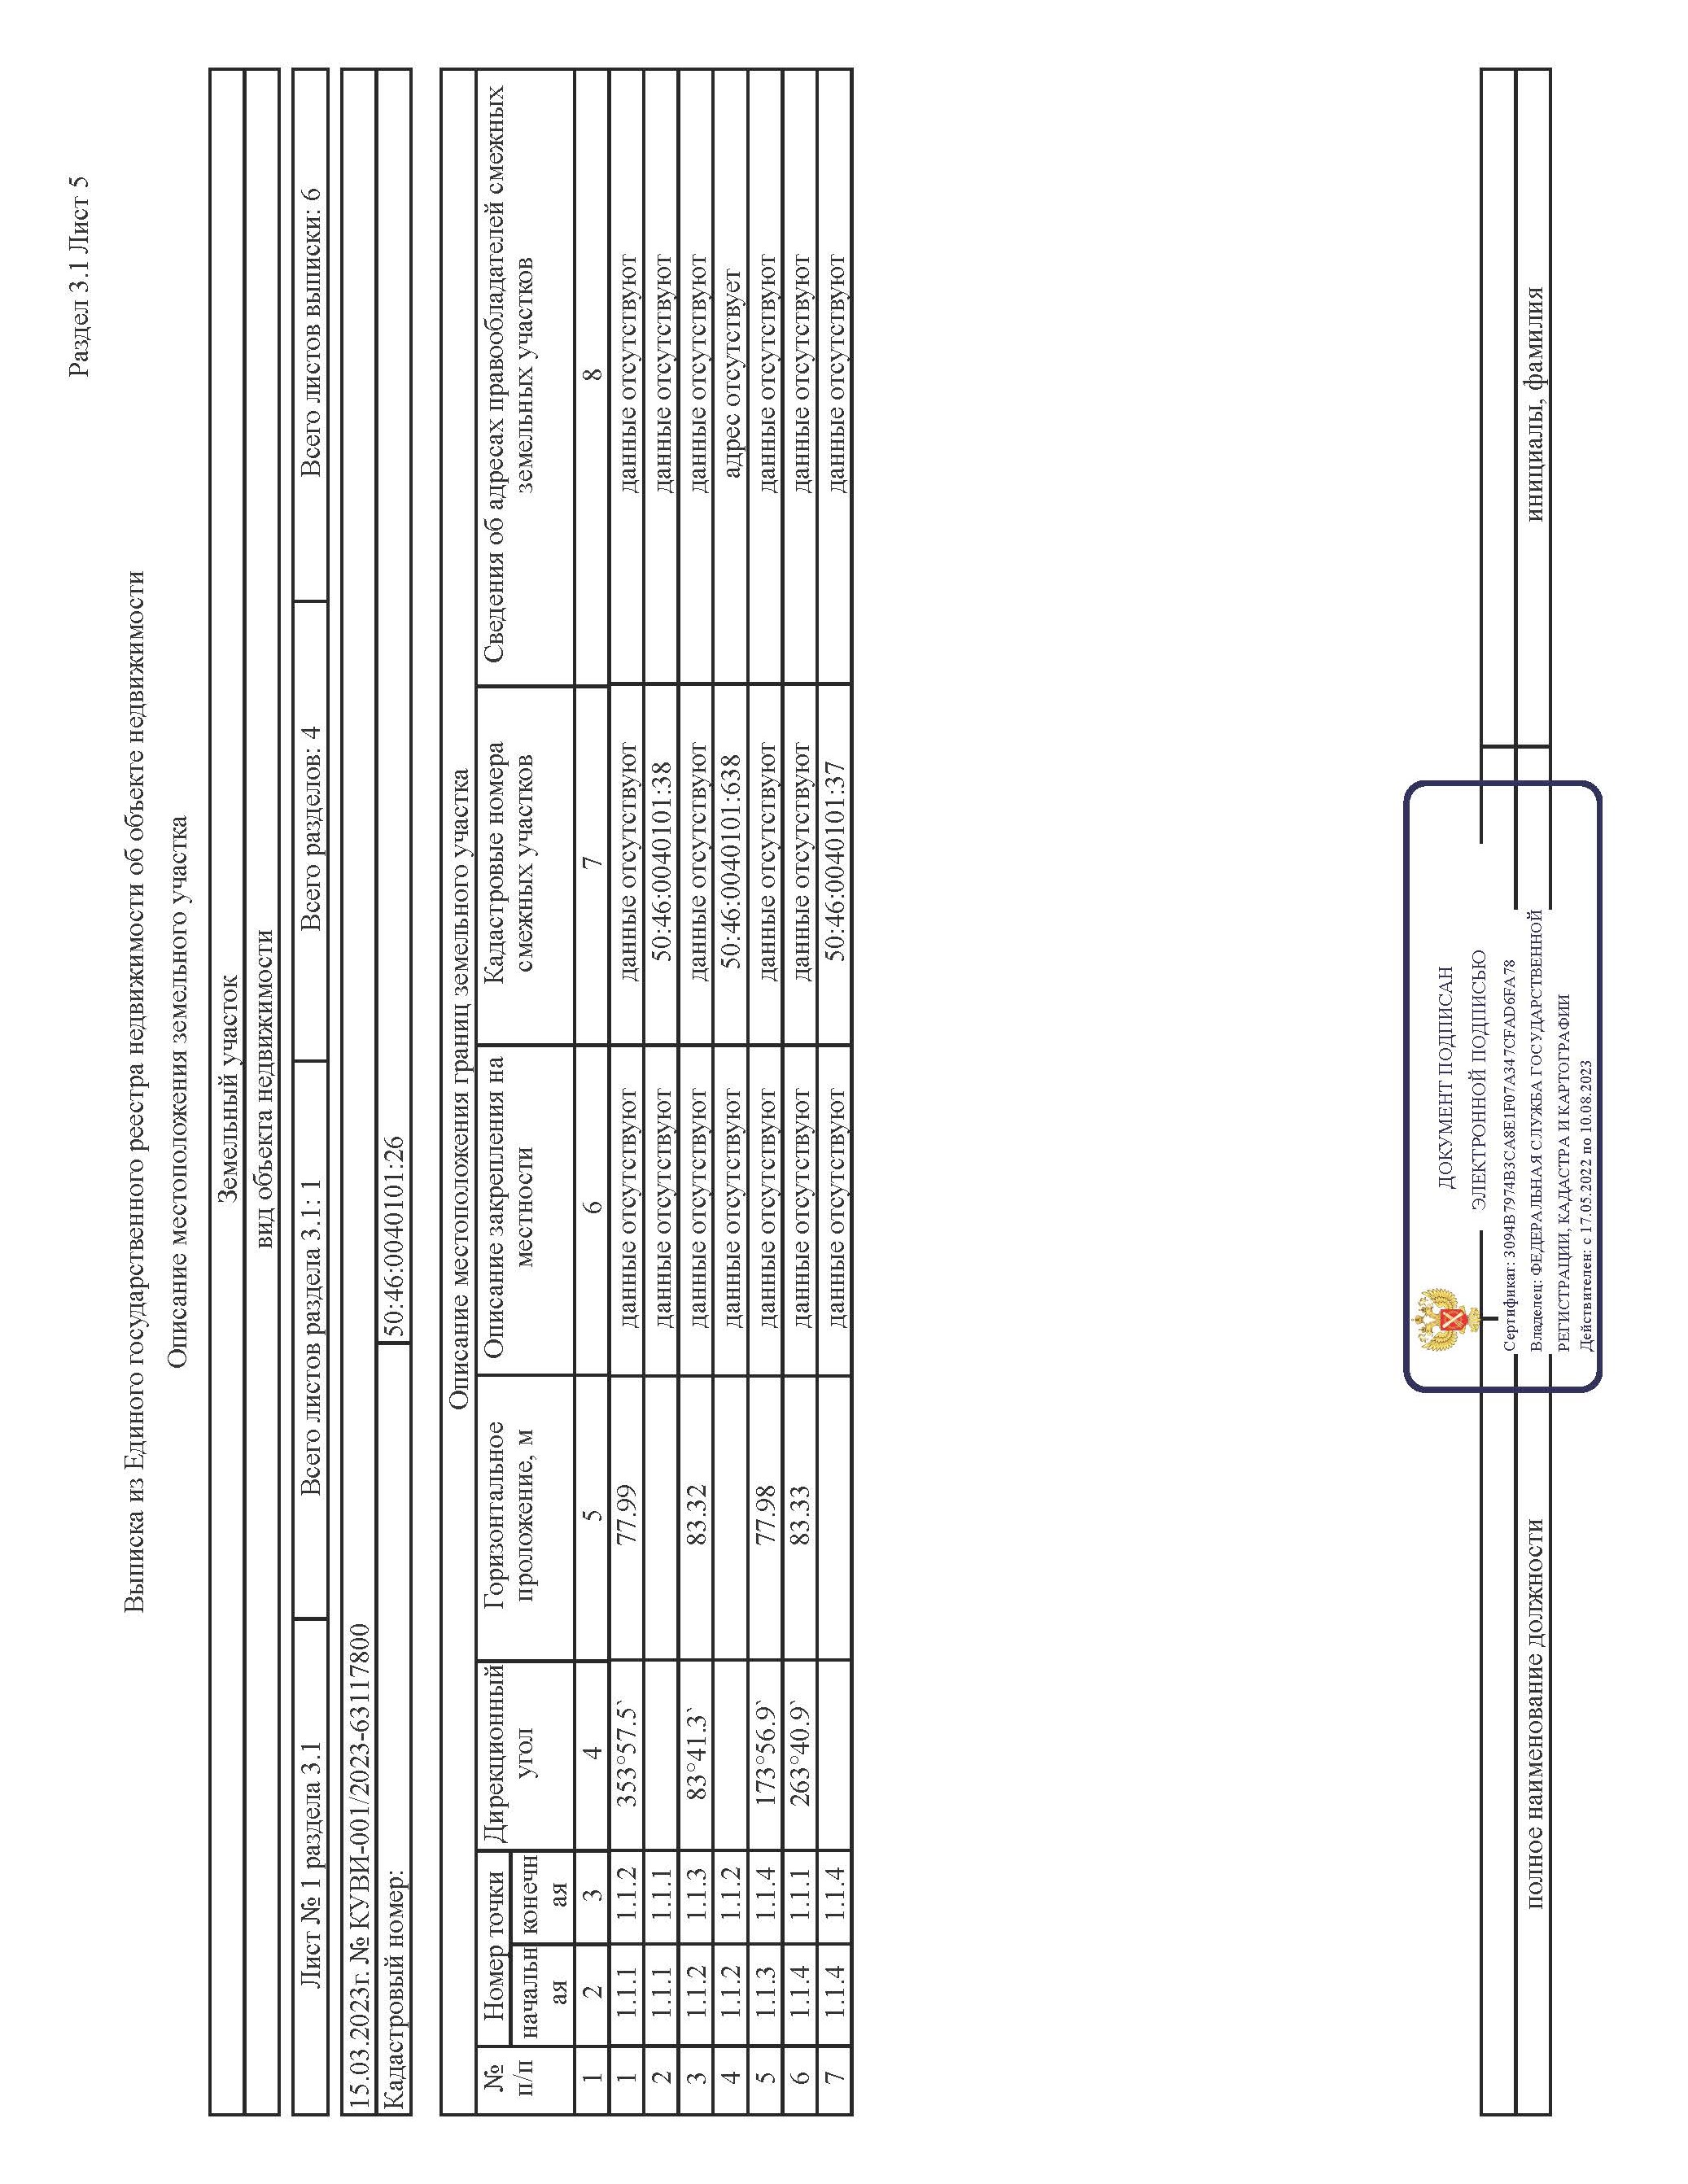 Раздел 3.1 Лист 5
Выписка из Единого государственного реестра недвижимости об объекте недвижимости
Описание местоположения земельного участка
Земельный участок
вид объекта недвижимости
Лист № 1 раздела 3.1 Всего листов раздела 3.1: 1 Всего разделов: 4 Всего листов выписки: 6
15.03.2023г. № КУВИ-001/2023-63117800
Кадастровый номер: 50:46:0040101:26
Описание местоположения границ земельного участка
№ Номер точки Дирекционный Горизонтальное Описание закрепления на Кадастровые номера Сведения об адресах правообладателей смежных
п/п начальн конечн угол проложение, м местности смежных участков земельных участков
ая ая
1 2 3 4 5 6 7 8
1 1.1.1 1.1.2 353°57.5` 77.99 данные отсутствуют данные отсутствуют данные отсутствуют
2 1.1.1 1.1.1 данные отсутствуют 50:46:0040101:38 данные отсутствуют
3 1.1.2 1.1.3 83°41.3` 83.32 данные отсутствуют данные отсутствуют данные отсутствуют
4 1.1.2 1.1.2 данные отсутствуют 50:46:0040101:638 адрес отсутствует
5 1.1.3 1.1.4 173°56.9` 77.98 данные отсутствуют данные отсутствуют данные отсутствуют
6 1.1.4 1.1.1 263°40.9` 83.33 данные отсутствуют данные отсутствуют данные отсутствуют
7 1.1.4 1.1.4 данные отсутствуют 50:46:0040101:37 данные отсутствуют
ДОКУМЕНТ ПОДПИСАН
ЭЛЕКТРОННОЙ ПОДПИСЬЮ
Сертификат: 3094B7974B3CA8E1F07A347CFAD6FA78
Владелец: ФЕДЕРАЛЬНАЯ СЛУЖБА ГОСУДАРСТВЕННОЙ
РЕГИСТРАЦИИ, КАДАСТРА И КАРТОГРАФИИ
Действителен: с 17.05.2022 по 10.08.2023
полное наименование должности инициалы, фамилия